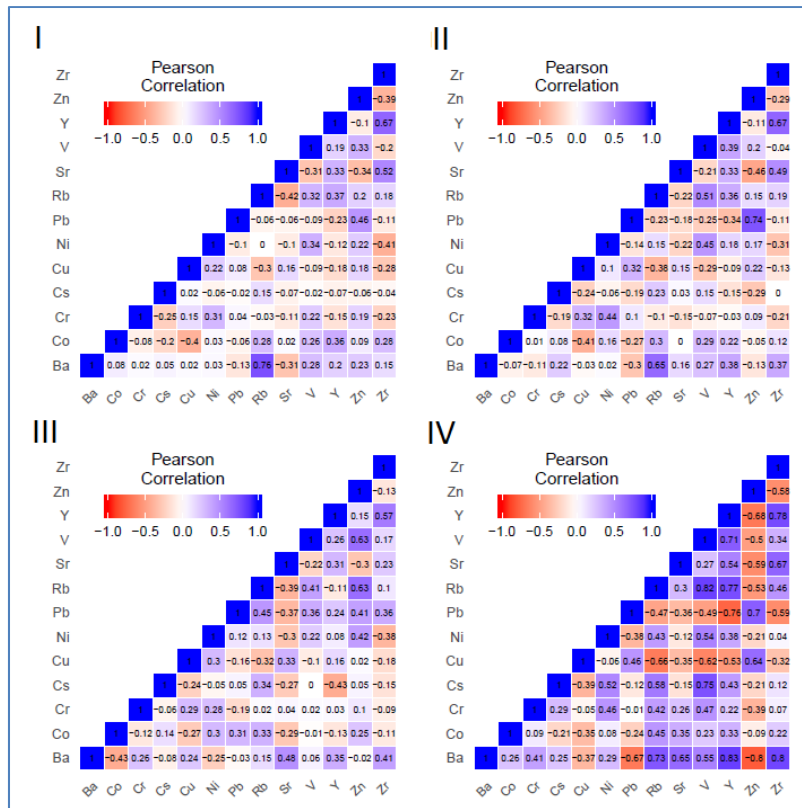 I
Pearson
Correlation
−1.0 −0.5 0.0 0.5 1.0
Zr 1
Zn 1 −0.39
Y 1 −0.1 0.67
V 1 0.19 0.33 −0.2
Sr 1 −0.31 0.33 −0.34 0.52
Rb 1 −0.42 0.32 0.37 0.2 0.18
Pb 1 −0.06 −0.06 −0.09 −0.23 0.46 −0.11
Ni 1 −0.1 0 −0.1 0.34 −0.12 0.22 −0.41
Cu 1 0.22 0.08 −0.3 0.16 −0.09 −0.18 0.18 −0.28
Cs 1 0.02 −0.06 −0.02 0.15 −0.07 −0.02 −0.07 −0.06 −0.04
Cr 1 −0.25 0.15 0.31 0.04 −0.03 −0.11 0.22 −0.15 0.19 −0.23
Co 1 −0.08 −0.2 −0.4 0.03 −0.06 0.28 0.02 0.26 0.36 0.09 0.28
Ba 1 0.08 0.02 0.05 0.02 0.03 −0.13 0.76 −0.31 0.28 0.2 0.23 0.15
Ba Co Cr Cs Cu Ni Pb Rb Sr V Y Zn Zr
II
Pearson
Correlation
−1.0 −0.5 0.0 0.5 1.0
Zr 1
Zn 1 −0.29
Y 1 −0.11 0.67
V 1 0.39 0.2 −0.04
Sr 1 −0.21 0.33 −0.46 0.49
Rb 1 −0.22 0.51 0.36 0.15 0.19
Pb 1 −0.23 −0.18 −0.25 −0.34 0.74 −0.11
Ni 1 −0.14 0.15 −0.22 0.45 0.18 0.17 −0.31
Cu 1 0.1 0.32 −0.38 0.15 −0.29 −0.09 0.22 −0.13
Cs 1 −0.24 −0.06 −0.19 0.23 0.03 0.15 −0.15 −0.29 0
Cr 1 −0.19 0.32 0.44 0.1 −0.1 −0.15 −0.07 −0.02 0.09 −0.21
Co 1 0.01 0.08 −0.41 0.16 −0.27 0.3 0 0.29 0.22 −0.05 0.12
Ba 1 −0.07 −0.11 0.22 −0.03 0.02 −0.3 0.65 0.16 0.27 0.38 −0.13 0.37
Ba Co Cr Cs Cu Ni Pb Rb Sr V Y Zn Zr
III
Pearson
Correlation
−1.0 −0.5 0.0 0.5 1.0
Zr 1
Zn 1 −0.13
Y 1 0.15 0.57
V 1 0.26 0.63 0.17
Sr 1 −0.22 0.31 −0.3 0.23
Rb 1 −0.39 0.41 −0.11 0.63 0.1
Pb 1 0.45 −0.37 0.36 0.24 0.41 0.36
Ni 1 0.12 0.13 −0.3 0.22 0.08 0.42 −0.38
Cu 1 0.3 −0.16 −0.32 0.33 −0.1 0.16 0.02 −0.18
Cs 1 −0.24 −0.05 0.05 0.34 −0.27 0 −0.43 0.05 −0.15
Cr 1 −0.06 0.29 0.28 −0.19 0.02 0.04 0.02 0.03 0.1 −0.09
Co 1 −0.12 0.14 −0.27 0.3 0.31 0.33 −0.29 −0.01 −0.13 0.25 −0.11
Ba 1 −0.43 0.26 −0.08 0.24 −0.25 −0.03 0.15 0.48 0.06 0.35 −0.02 0.41
Ba Co Cr Cs Cu Ni Pb Rb Sr V Y Zn Zr
IV
Pearson
Correlation
−1.0 −0.5 0.0 0.5 1.0
Zr 1
Zn 1 −0.58
Y 1 −0.68 0.78
V 1 0.71 −0.5 0.34
Sr 1 0.27 0.54 −0.59 0.67
Rb 1 0.3 0.82 0.77 −0.53 0.46
Pb 1 −0.47 −0.36 −0.49 −0.76 0.7 −0.59
Ni 1 −0.38 0.43 −0.12 0.54 0.38 −0.21 0.04
Cu 1 −0.06 0.46 −0.66 −0.35 −0.62 −0.53 0.64 −0.32
Cs 1 −0.39 0.52 −0.12 0.58 −0.15 0.75 0.43 −0.21 0.12
Cr 1 0.29 −0.05 0.46 −0.01 0.42 0.26 0.47 0.22 −0.39 0.07
Co 1 0.09 −0.21 −0.35 0.08 −0.24 0.45 0.35 0.23 0.33 −0.09 0.22
Ba 1 0.26 0.41 0.25 −0.37 0.29 −0.67 0.73 0.65 0.55 0.83 −0.8 0.8
Ba Co Cr Cs Cu Ni Pb Rb Sr V Y Zn Zr